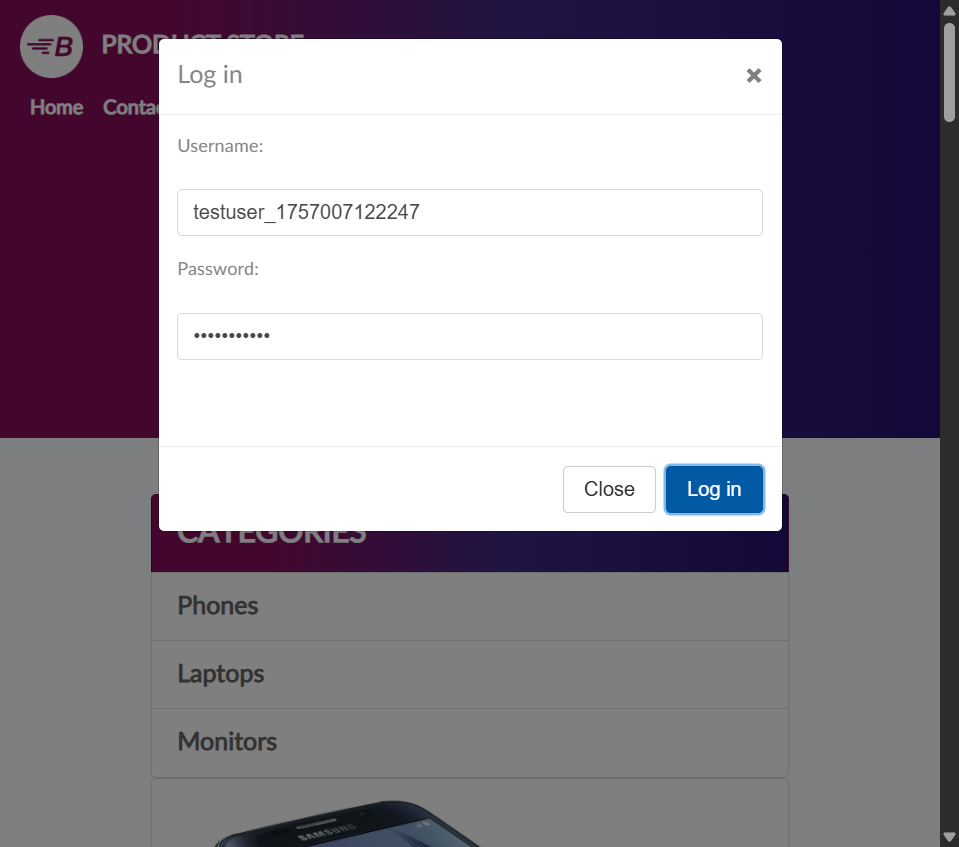 B PRODUCT STORE
Home Contac
Log in
×
Username:
testuser_1757007122247
Password:
•••••••••••
Close Log in
CATEGORIES
Phones
Laptops
Monitors
SAMSUNG